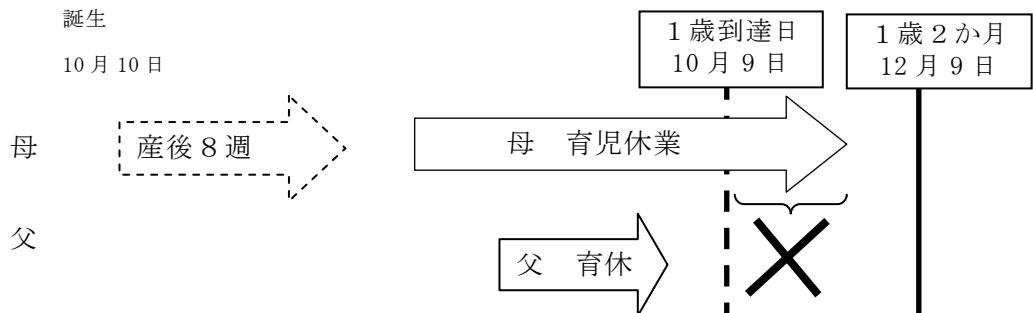 誕生
10月10日
１歳到達日
10月9日
１歳２か月
12月9日
母
産後８週
母　育児休業
父
父　育休